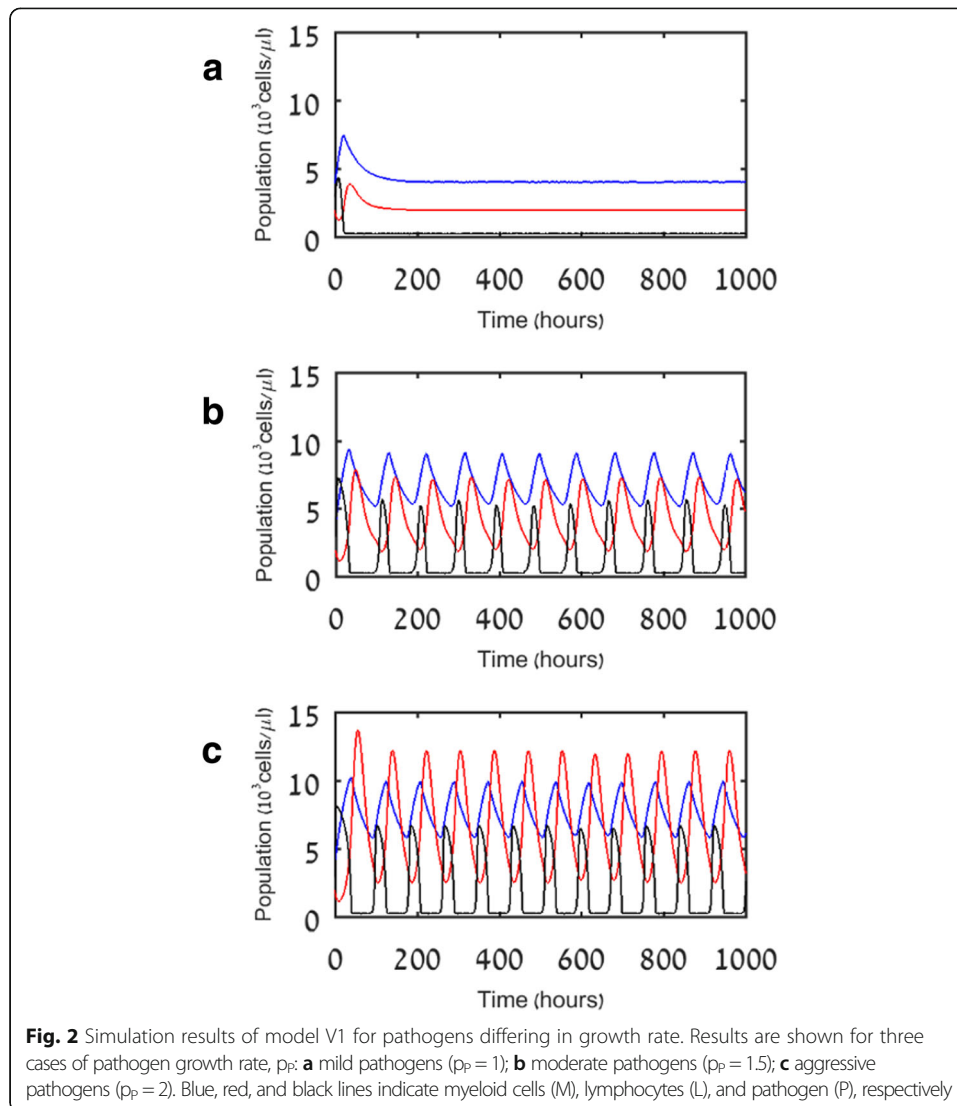 a
Population (10³cells/µl)
15
10
5
0
0 200 400 600 800 1000
Time (hours)
b
Population (10³cells/µl)
15
10
5
0
0 200 400 600 800 1000
Time (hours)
c
Population (10³cells/µl)
15
10
5
0
0 200 400 600 800 1000
Time (hours)
Fig. 2 Simulation results of model V1 for pathogens differing in growth rate. Results are shown for three
cases of pathogen growth rate, pₚ: a mild pathogens (pₚ = 1); b moderate pathogens (pₚ = 1.5); c aggressive
pathogens (pₚ = 2). Blue, red, and black lines indicate myeloid cells (M), lymphocytes (L), and pathogen (P), respectively